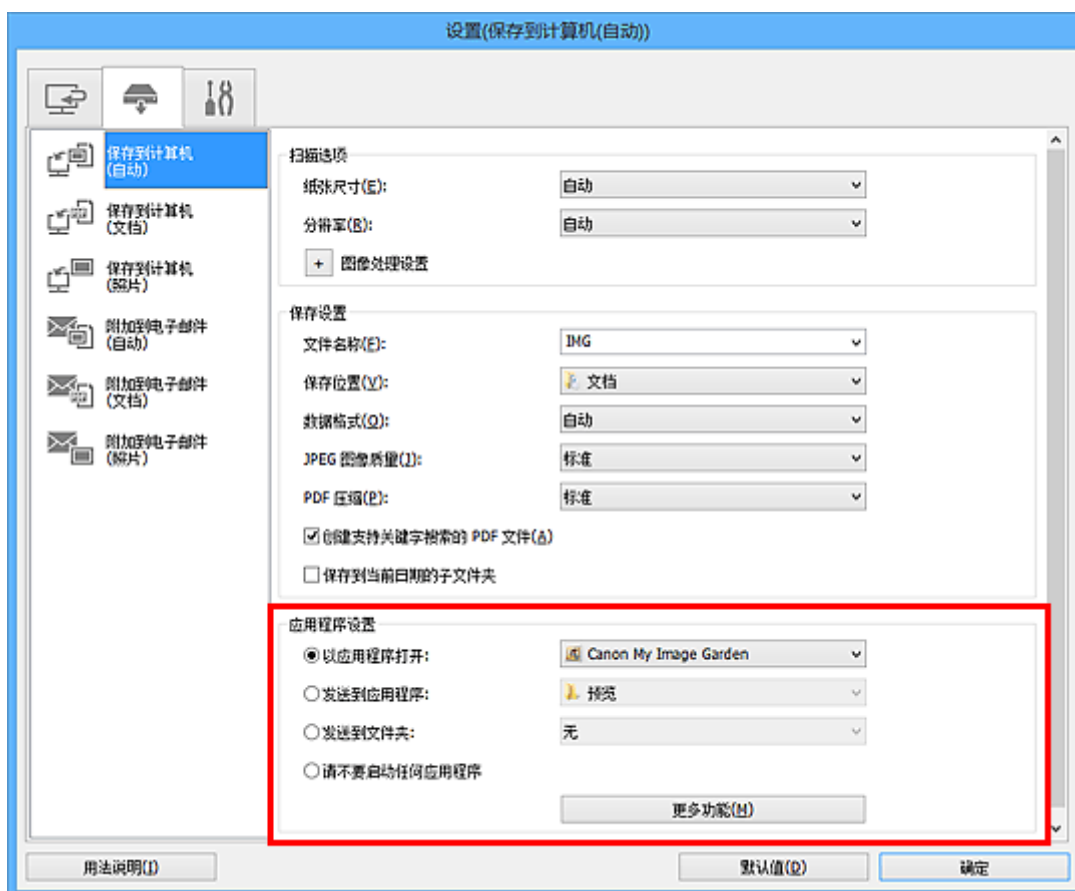 设置(保存到计算机(自动))
保存到计算机
(自动)
保存到计算机
(文档)
保存到计算机
(照片)
附加到电子邮件
(自动)
附加到电子邮件
(文档)
附加到电子邮件
(照片)
扫描选项
纸张尺寸(E): 自动
分辨率(R): 自动
+ 图像处理设置
保存设置
文件名称(F): IMG
保存位置(V): 文档
数据格式(O): 自动
JPEG 图像质量(J): 标准
PDF 压缩(P): 标准
创建支持关键字搜索的 PDF 文件(A)
保存到当前日期的子文件夹
应用程序设置
以应用程序打开: Canon My Image Garden
发送到应用程序: 预览
发送到文件夹: 无
请不要启动任何应用程序
更多功能(M)
用法说明(I) 默认值(D) 确定